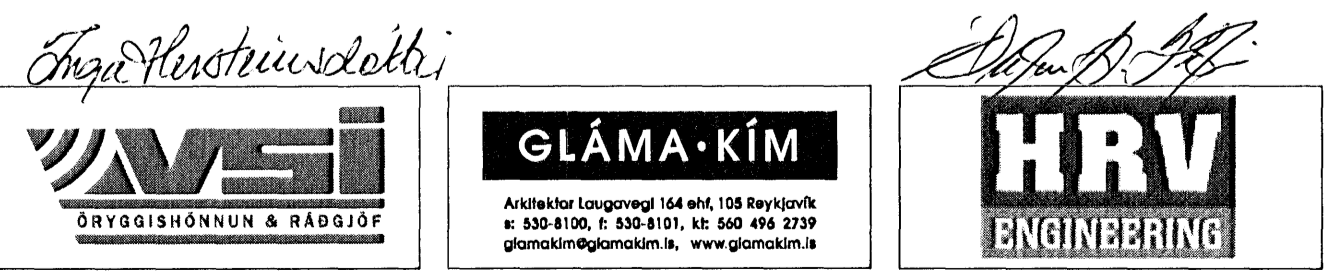 Inga Hersteinsdóttir
VSI
ÖRYGGISHÖNNUN & RÁÐGJÖF
GLÁMA•KÍM
Arkitektar Laugavegi 164 ehf, 105 Reykjavík
s: 530-8100, f: 530-8101, kt: 560 496 2739
glamakim@glamakim.is, www.glamakim.is
HRV
ENGINEERING